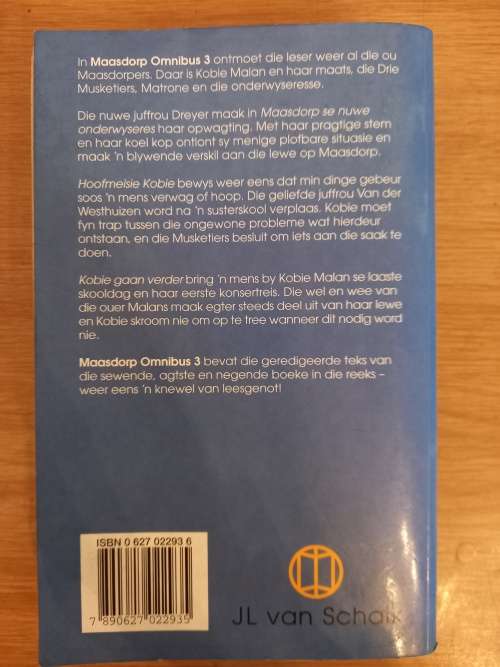 In Maasdorp Omnibus 3 ontmoet die leser weer al die ou
Maasdorpers. Daar is Kobie Malan en haar maats, die Drie
Musketiers, Matrone en die onderwyseresse.
Die nuwe juffrou Dreyer maak in Maasdorp se nuwe
onderwyseres haar opwagting. Met haar pragtige stem
en haar koel kop ontlont sy menige plofbare situasie en
maak 'n blywende verskil aan die lewe op Maasdorp.
Hoofmeisie Kobie bewys weer eens dat min dinge gebeur
soos 'n mens verwag of hoop. Die geliefde juffrou Van der
Westhuizen word na 'n susterskool verplaas. Kobie moet
fyn trap tussen die ongewone probleme wat hierdeur
ontstaan, en die Musketiers besluit om iets aan die saak te
doen.
Kobie gaan verder bring 'n mens by Kobie Malan se laaste
skooldag en haar eerste konsertreis. Die wel en wee van
die ouer Malans maak egter steeds deel uit van haar lewe
en Kobie skroom nie om op te tree wanneer dit nodig word
nie.
Maasdorp Omnibus 3 bevat die geredigeerde teks van
die sewende, agtste en negende boeke in die reeks –
weer eens 'n knewel van leesgenot!
ISBN 0 627 02293 6
7 890627 022935
JL van Schaik